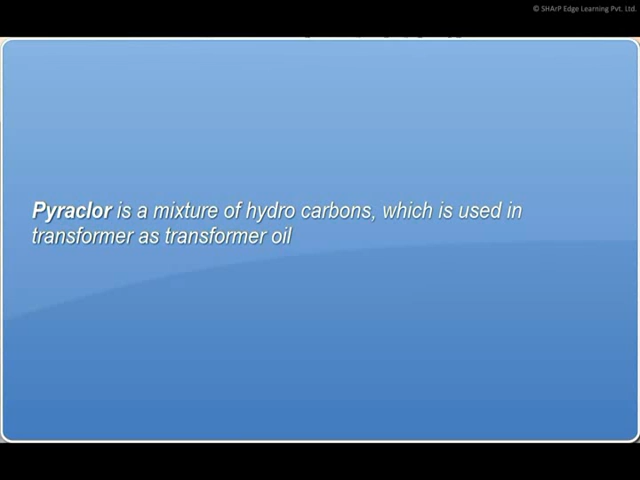 © SHArP Edge Learning Pvt. Ltd.
Pyraclor is a mixture of hydro carbons, which is used in
transformer as transformer oil